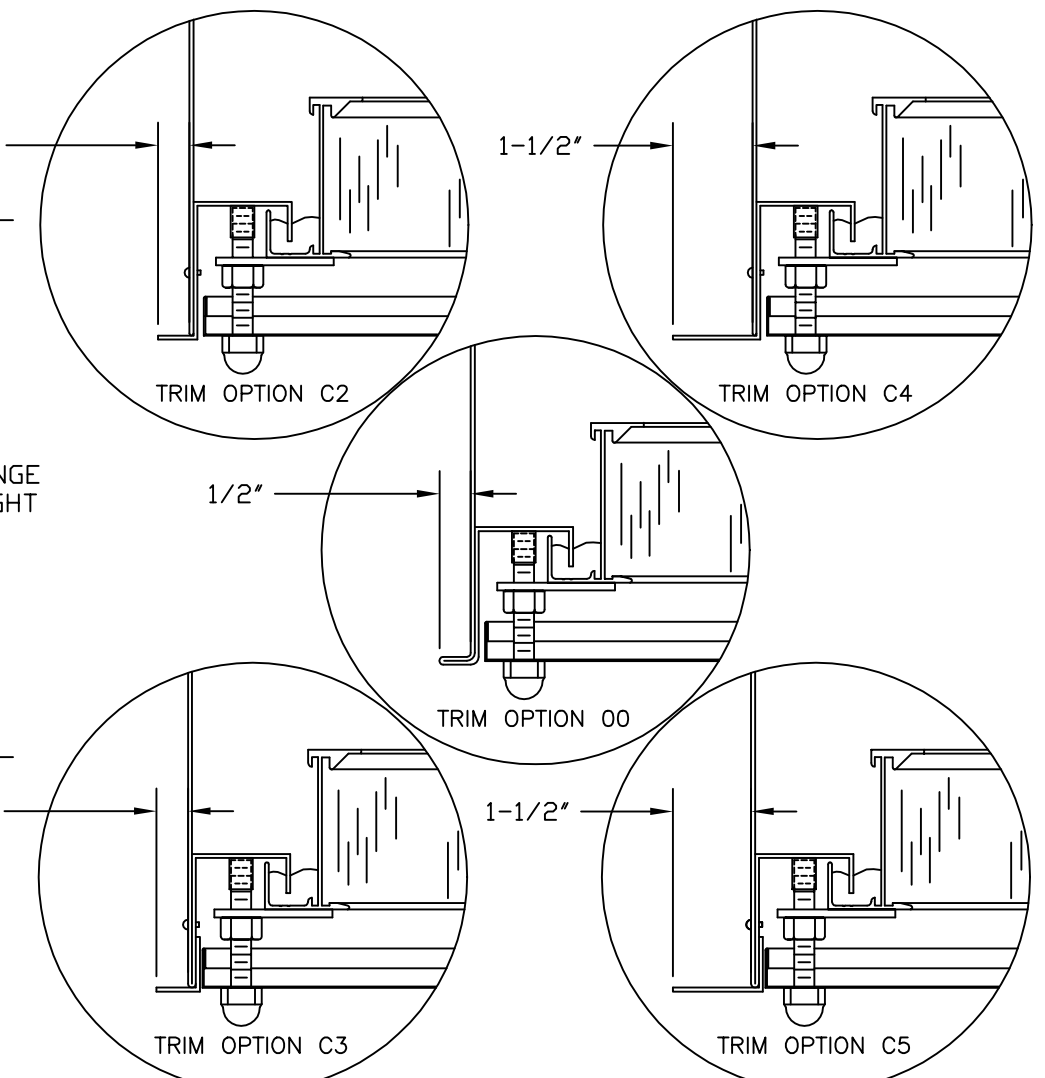 1-1/2"
TRIM OPTION C2
TRIM OPTION C4
1/2"
TRIM OPTION 00
1-1/2"
TRIM OPTION C3
TRIM OPTION C5